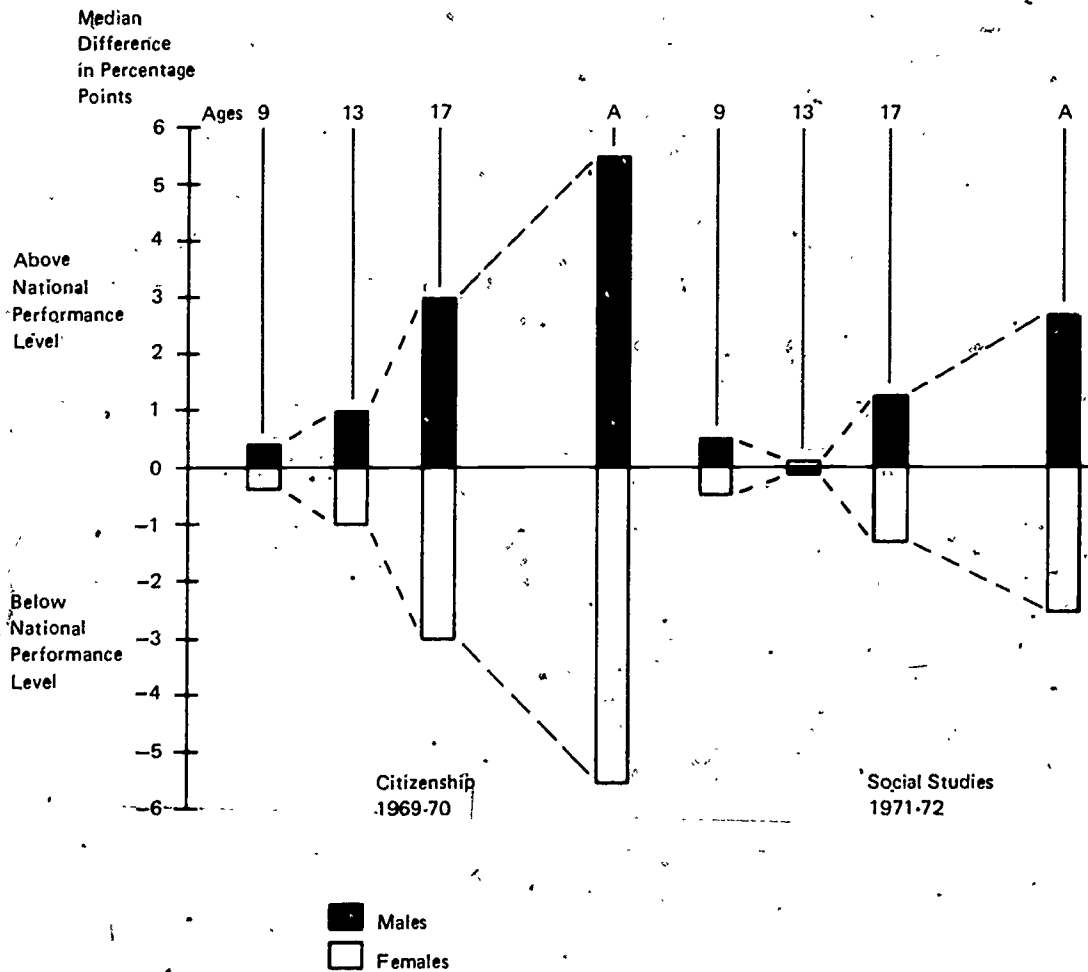 Median
Difference
in Percentage
Points
Ages 9 13 17 A 9 13 17 A
6
5
4
3
2
1
0
-1
-2
-3
-4
-5
-6
Above
National
Performance
Level
Below
National
Performance
Level
Citizenship
1969-70
Social Studies
1971-72
Males
Females